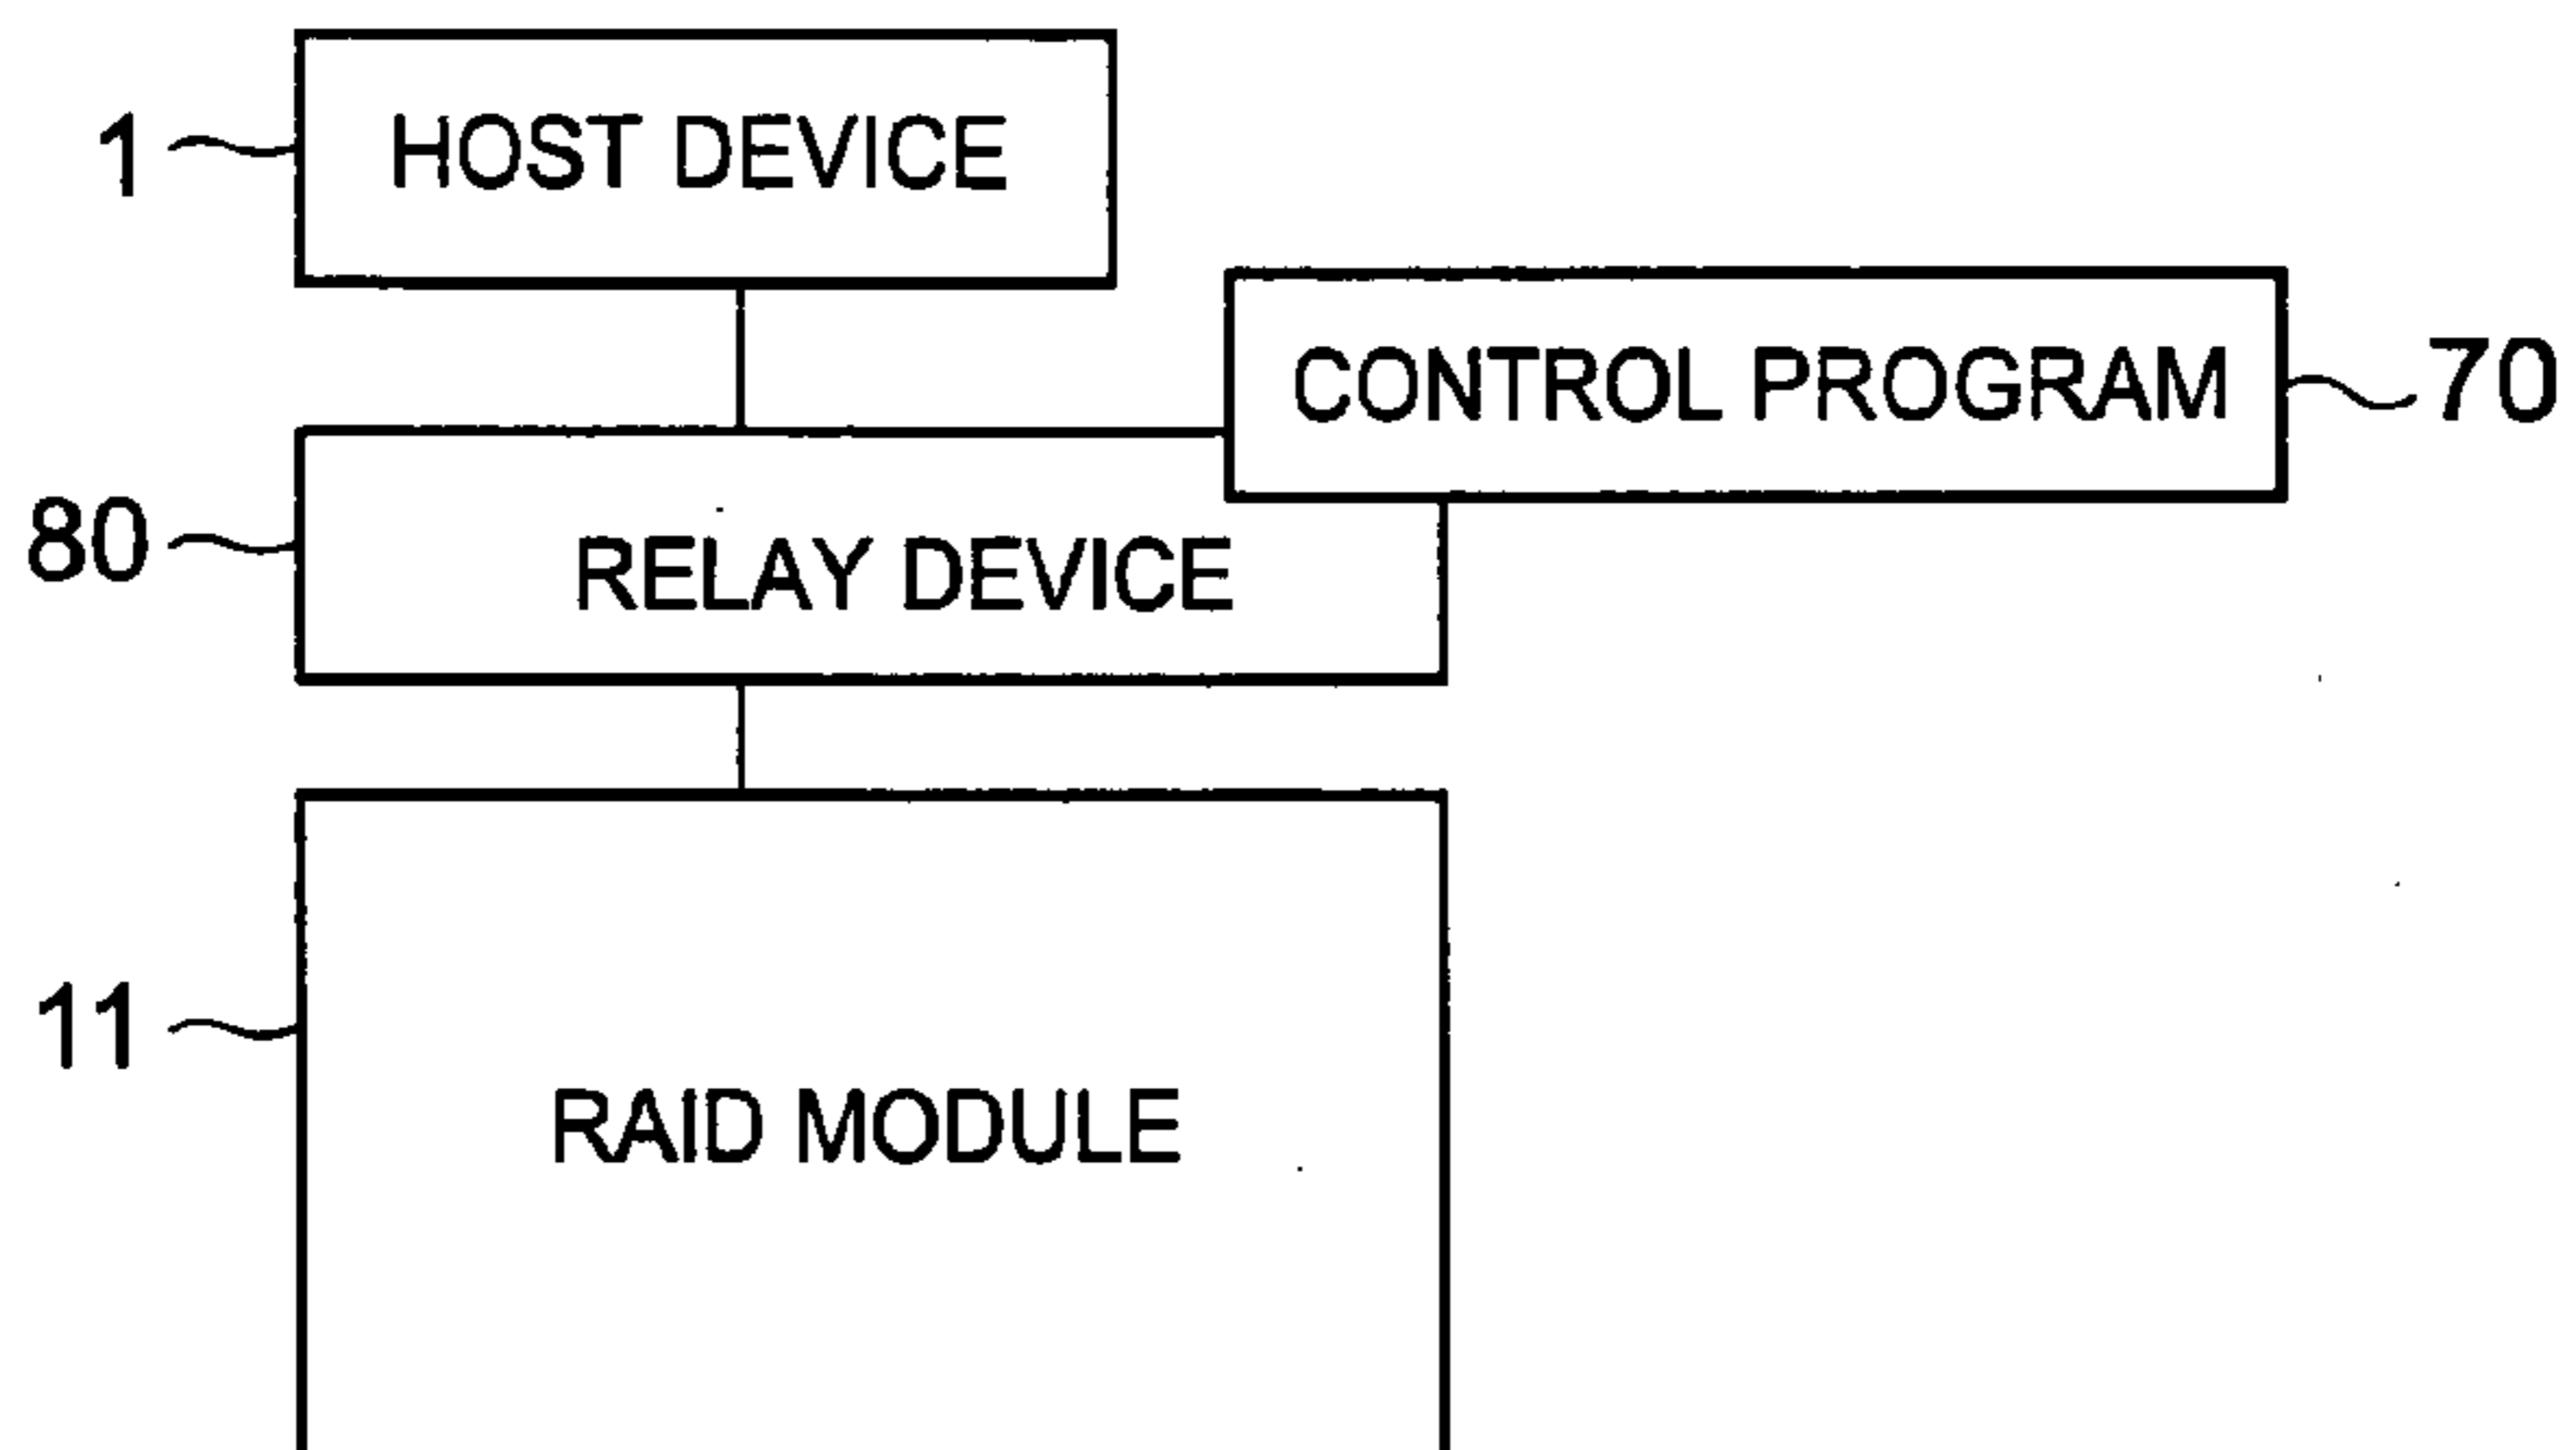 1
HOST DEVICE
CONTROL PROGRAM
70
80
RELAY DEVICE
11
RAID MODULE